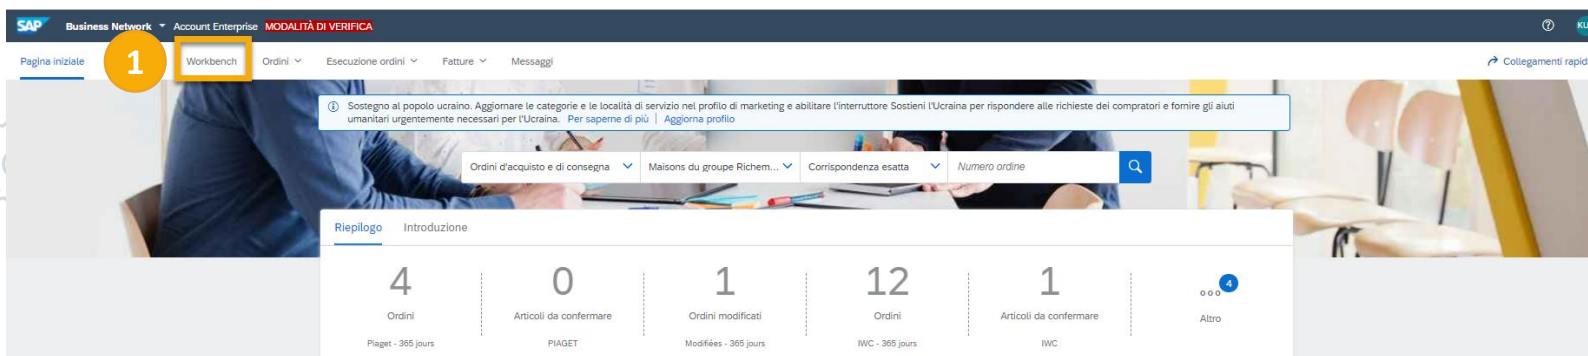 SAP Business Network Account Enterprise MODALITÀ DI VERIFICA
KU
Pagina iniziale 1 Workbench Ordini Esecuzione ordini Fatture Messaggi Collegamenti rapidi
Sostegno al popolo ucraino. Aggiornare le categorie e le località di servizio nel profilo di marketing e abilitare l'interruttore Sostieni l'Ucraina per rispondere alle richieste dei compratori e fornire gli aiuti
umanitari urgentemente necessari per l'Ucraina. Per saperne di più | Aggiorna profilo
Ordini d'acquisto e di consegna Maisons du groupe Richem... Corrispondenza esatta Numero ordine
Riepilogo Introduzione
4 0 1 12 1 4
Ordini Articoli da confermare Ordini modificati Ordini Articoli da confermare Altro
Piaget - 365 jours PIAGET Modifiées - 365 jours IWC - 365 jours IWC